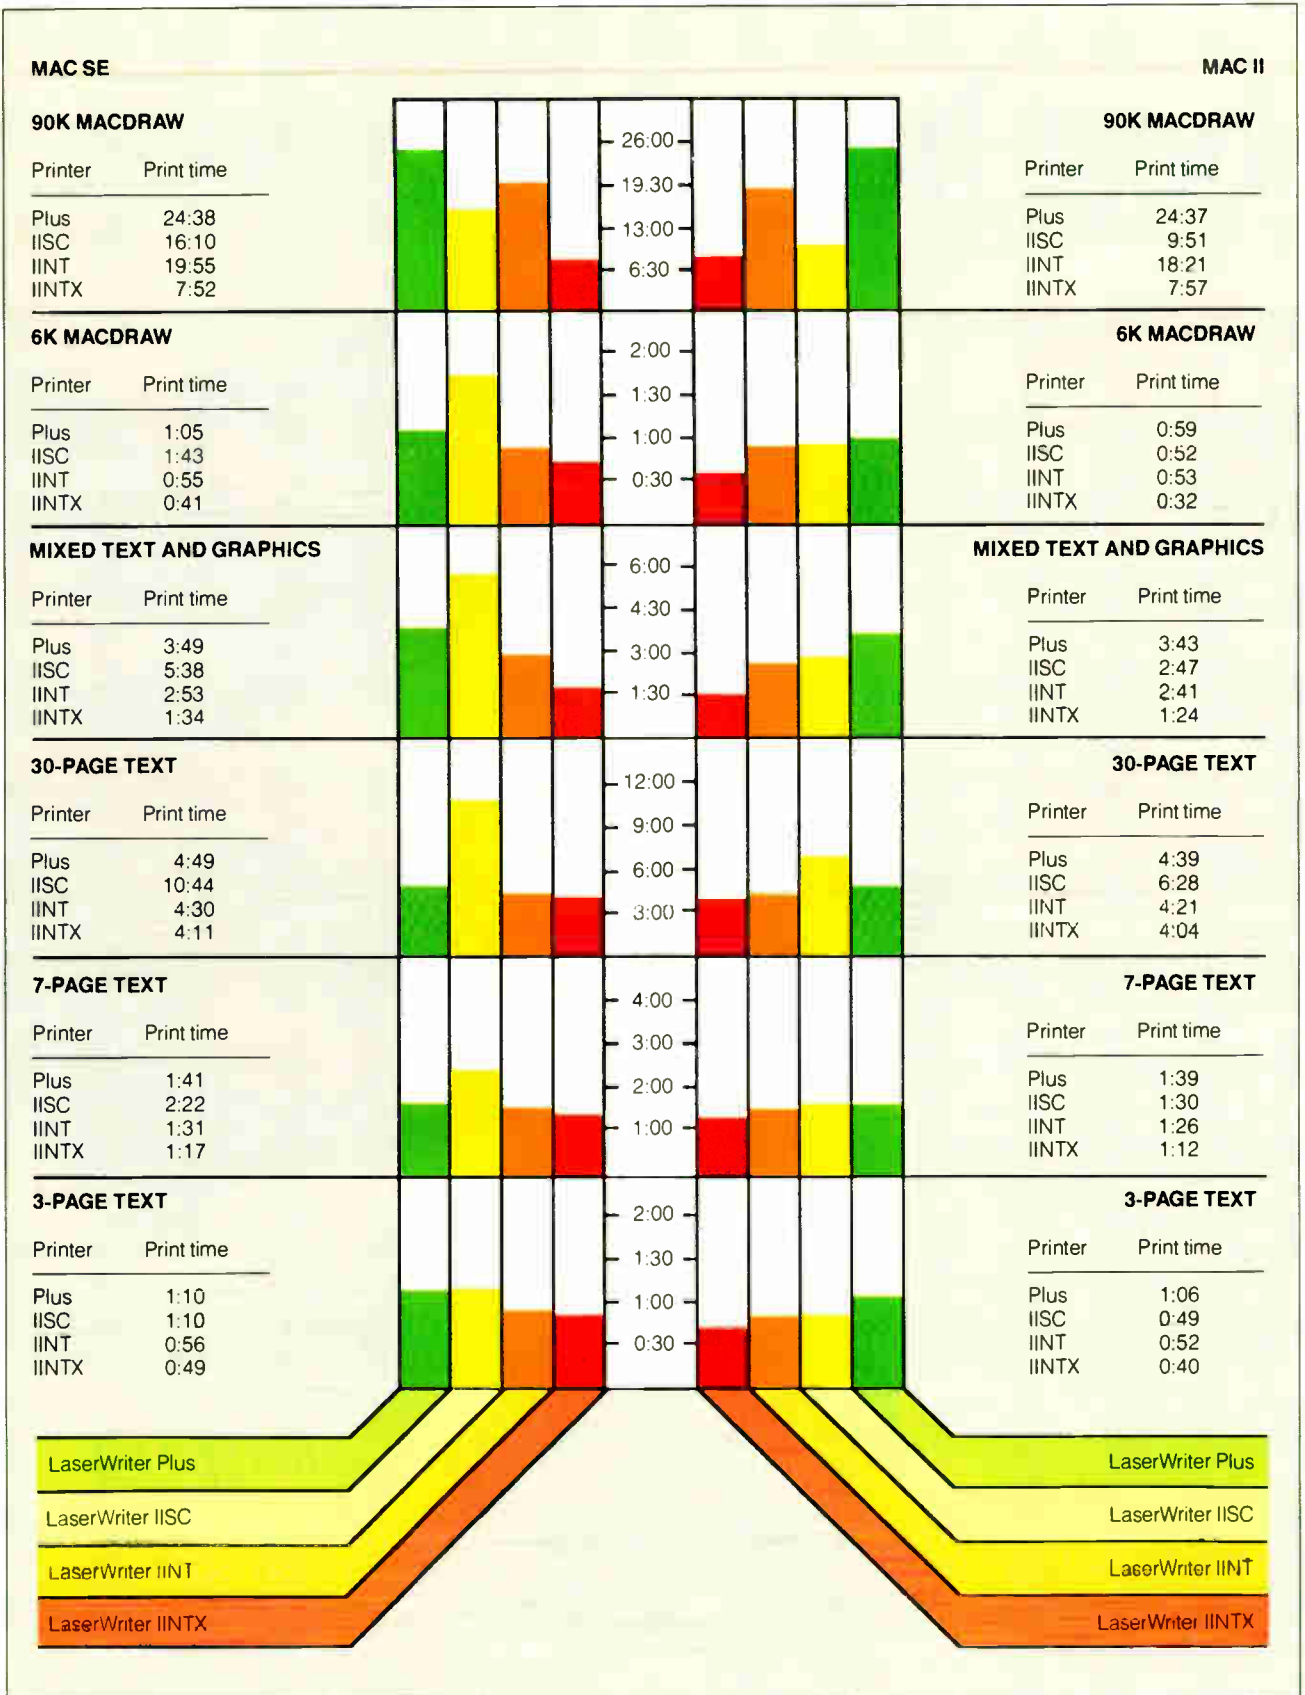 MAC SE
MAC II
90K MACDRAW
Printer Print time
Plus 24:38
IISC 16:10
IINT 19:55
IINTX 7:52
26:00
19:30
13:00
6:30
90K MACDRAW
Printer Print time
Plus 24:37
IISC 9:51
IINT 18:21
IINTX 7:57
6K MACDRAW
Printer Print time
Plus 1:05
IISC 1:43
IINT 0:55
IINTX 0:41
2:00
1:30
1:00
0:30
6K MACDRAW
Printer Print time
Plus 0:59
IISC 0:52
IINT 0:53
IINTX 0:32
MIXED TEXT AND GRAPHICS
Printer Print time
Plus 3:49
IISC 5:38
IINT 2:53
IINTX 1:34
6:00
4:30
3:00
1:30
MIXED TEXT AND GRAPHICS
Printer Print time
Plus 3:43
IISC 2:47
IINT 2:41
IINTX 1:24
30-PAGE TEXT
Printer Print time
Plus 4:49
IISC 10:44
IINT 4:30
IINTX 4:11
12:00
9:00
6:00
3:00
30-PAGE TEXT
Printer Print time
Plus 4:39
IISC 6:28
IINT 4:21
IINTX 4:04
7-PAGE TEXT
Printer Print time
Plus 1:41
IISC 2:22
IINT 1:31
IINTX 1:17
4:00
3:00
2:00
1:00
7-PAGE TEXT
Printer Print time
Plus 1:39
IISC 1:30
IINT 1:26
IINTX 1:12
3-PAGE TEXT
Printer Print time
Plus 1:10
IISC 1:10
IINT 0:56
IINTX 0:49
2:00
1:30
1:00
0:30
3-PAGE TEXT
Printer Print time
Plus 1:06
IISC 0:49
IINT 0:52
IINTX 0:40
LaserWriter Plus
LaserWriter IISC
LaserWriter IINT
LaserWriter IINTX
LaserWriter Plus
LaserWriter IISC
LaserWriter IINT
LaserWriter IINTX